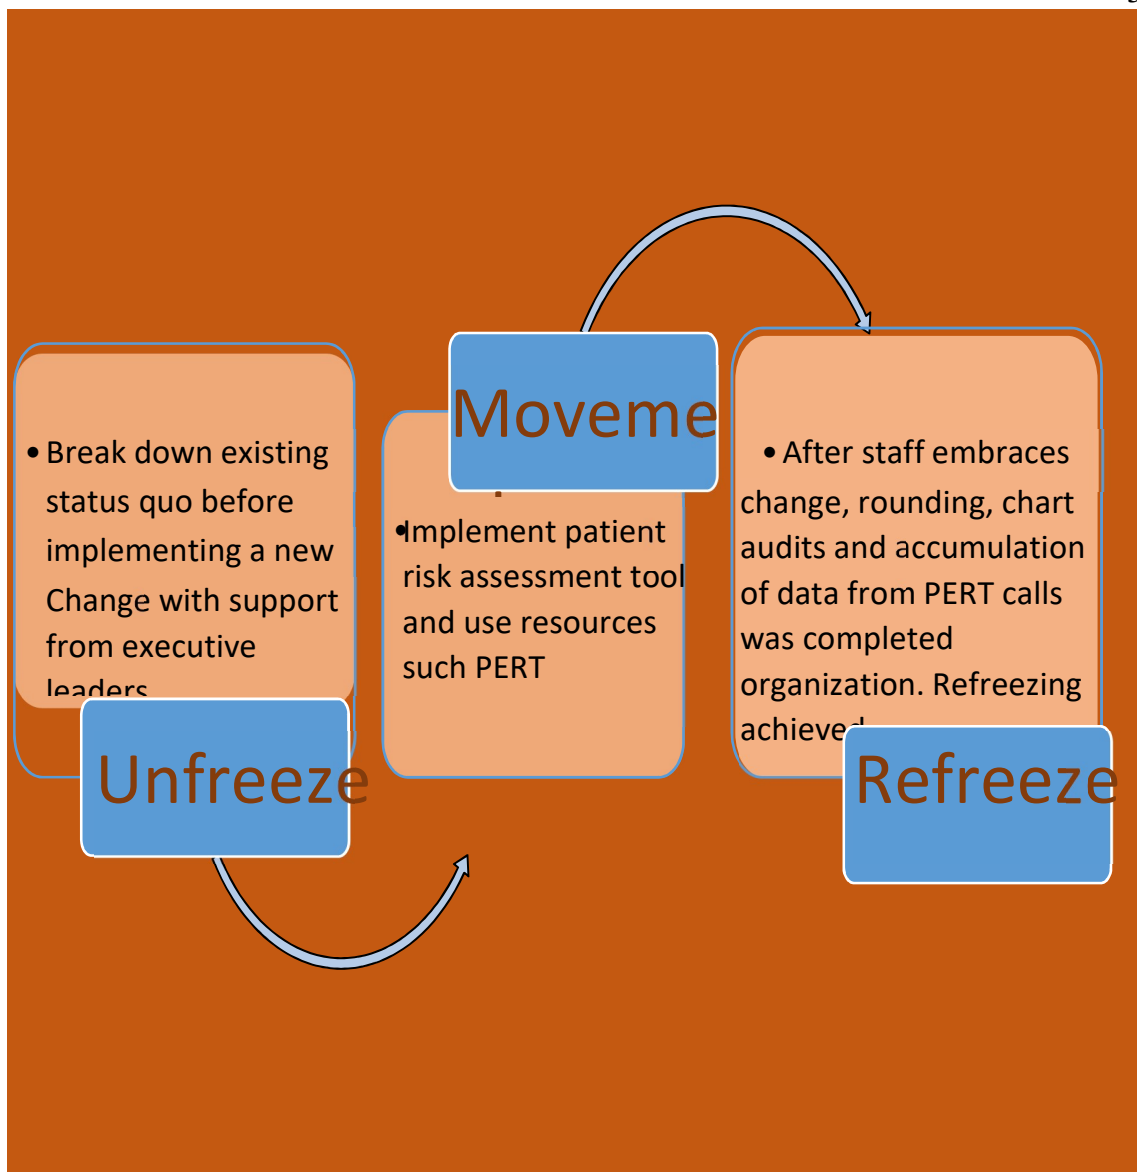 • Break down existing
status quo before
implementing a new
Change with support
from executive
leaders
Unfreeze
Moveme
•Implement patient
risk assessment tool
and use resources
such PERT
• After staff embraces
change, rounding, chart
audits and accumulation
of data from PERT calls
was completed
organization. Refreezing
achieved
Refreeze